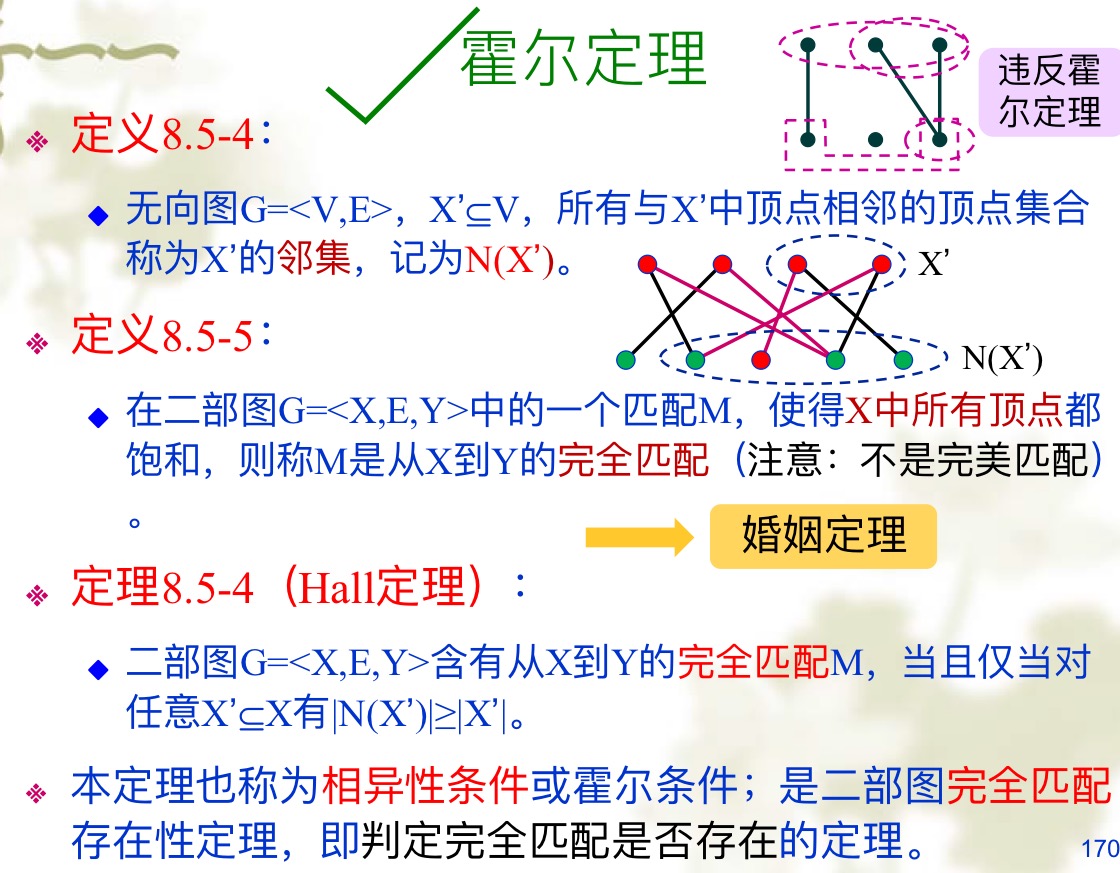 霍尔定理
违反霍
尔定理
定义8.5-4：
无向图G=<V,E>，X’⊆V，所有与X’中顶点相邻的顶点集合
称为X’的邻集，记为N(X’)。
X’
定义8.5-5：
N(X’)
在二部图G=<X,E,Y>中的一个匹配M，使得X中所有顶点都
饱和，则称M是从X到Y的完全匹配（注意：不是完美匹配）
。
婚姻定理
定理8.5-4（Hall定理）：
二部图G=<X,E,Y>含有从X到Y的完全匹配M，当且仅当对
任意X’⊆X有|N(X’)|≥|X’|。
本定理也称为相异性条件或霍尔条件；是二部图完全匹配
存在性定理，即判定完全匹配是否存在的定理。
170